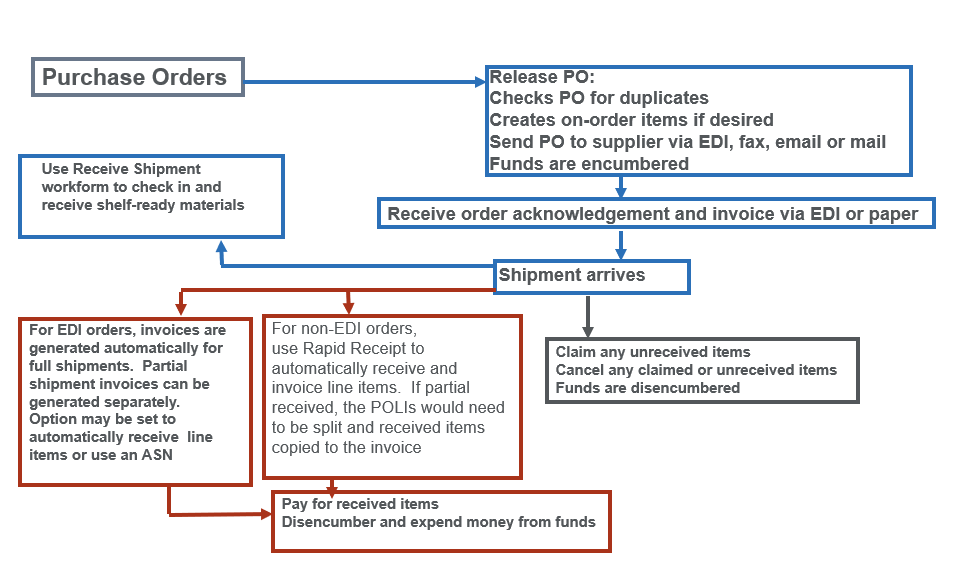 Purchase Orders
Release PO:
Checks PO for duplicates
Creates on-order items if desired
Send PO to supplier via EDI, fax, email or mail
Funds are encumbered
Use Receive Shipment
workform to check in and
receive shelf-ready materials
Receive order acknowledgement and invoice via EDI or paper
Shipment arrives
For EDI orders, invoices are
generated automatically for
full shipments.  Partial
shipment invoices can be
generated separately.
Option may be set to
automatically receive  line
items or use an ASN
For non-EDI orders,
use Rapid Receipt to
automatically receive and
invoice line items.  If partial
received, the POLIs would need
to be split and received items
copied to the invoice
Claim any unreceived items
Cancel any claimed or unreceived items
Funds are disencumbered
Pay for received items
Disencumber and expend money from funds